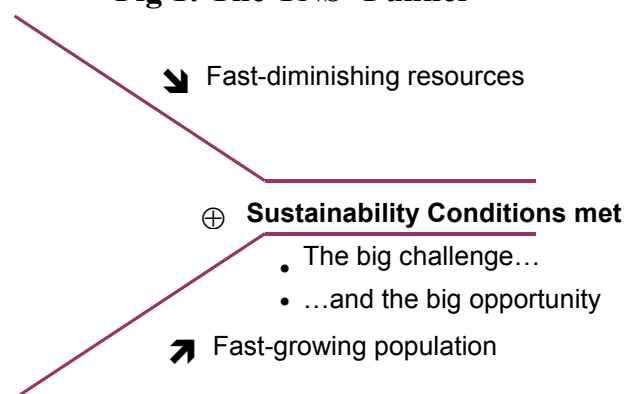 ↘ Fast-diminishing resources
⊕ Sustainability Conditions met
• The big challenge…
• …and the big opportunity
↗ Fast-growing population